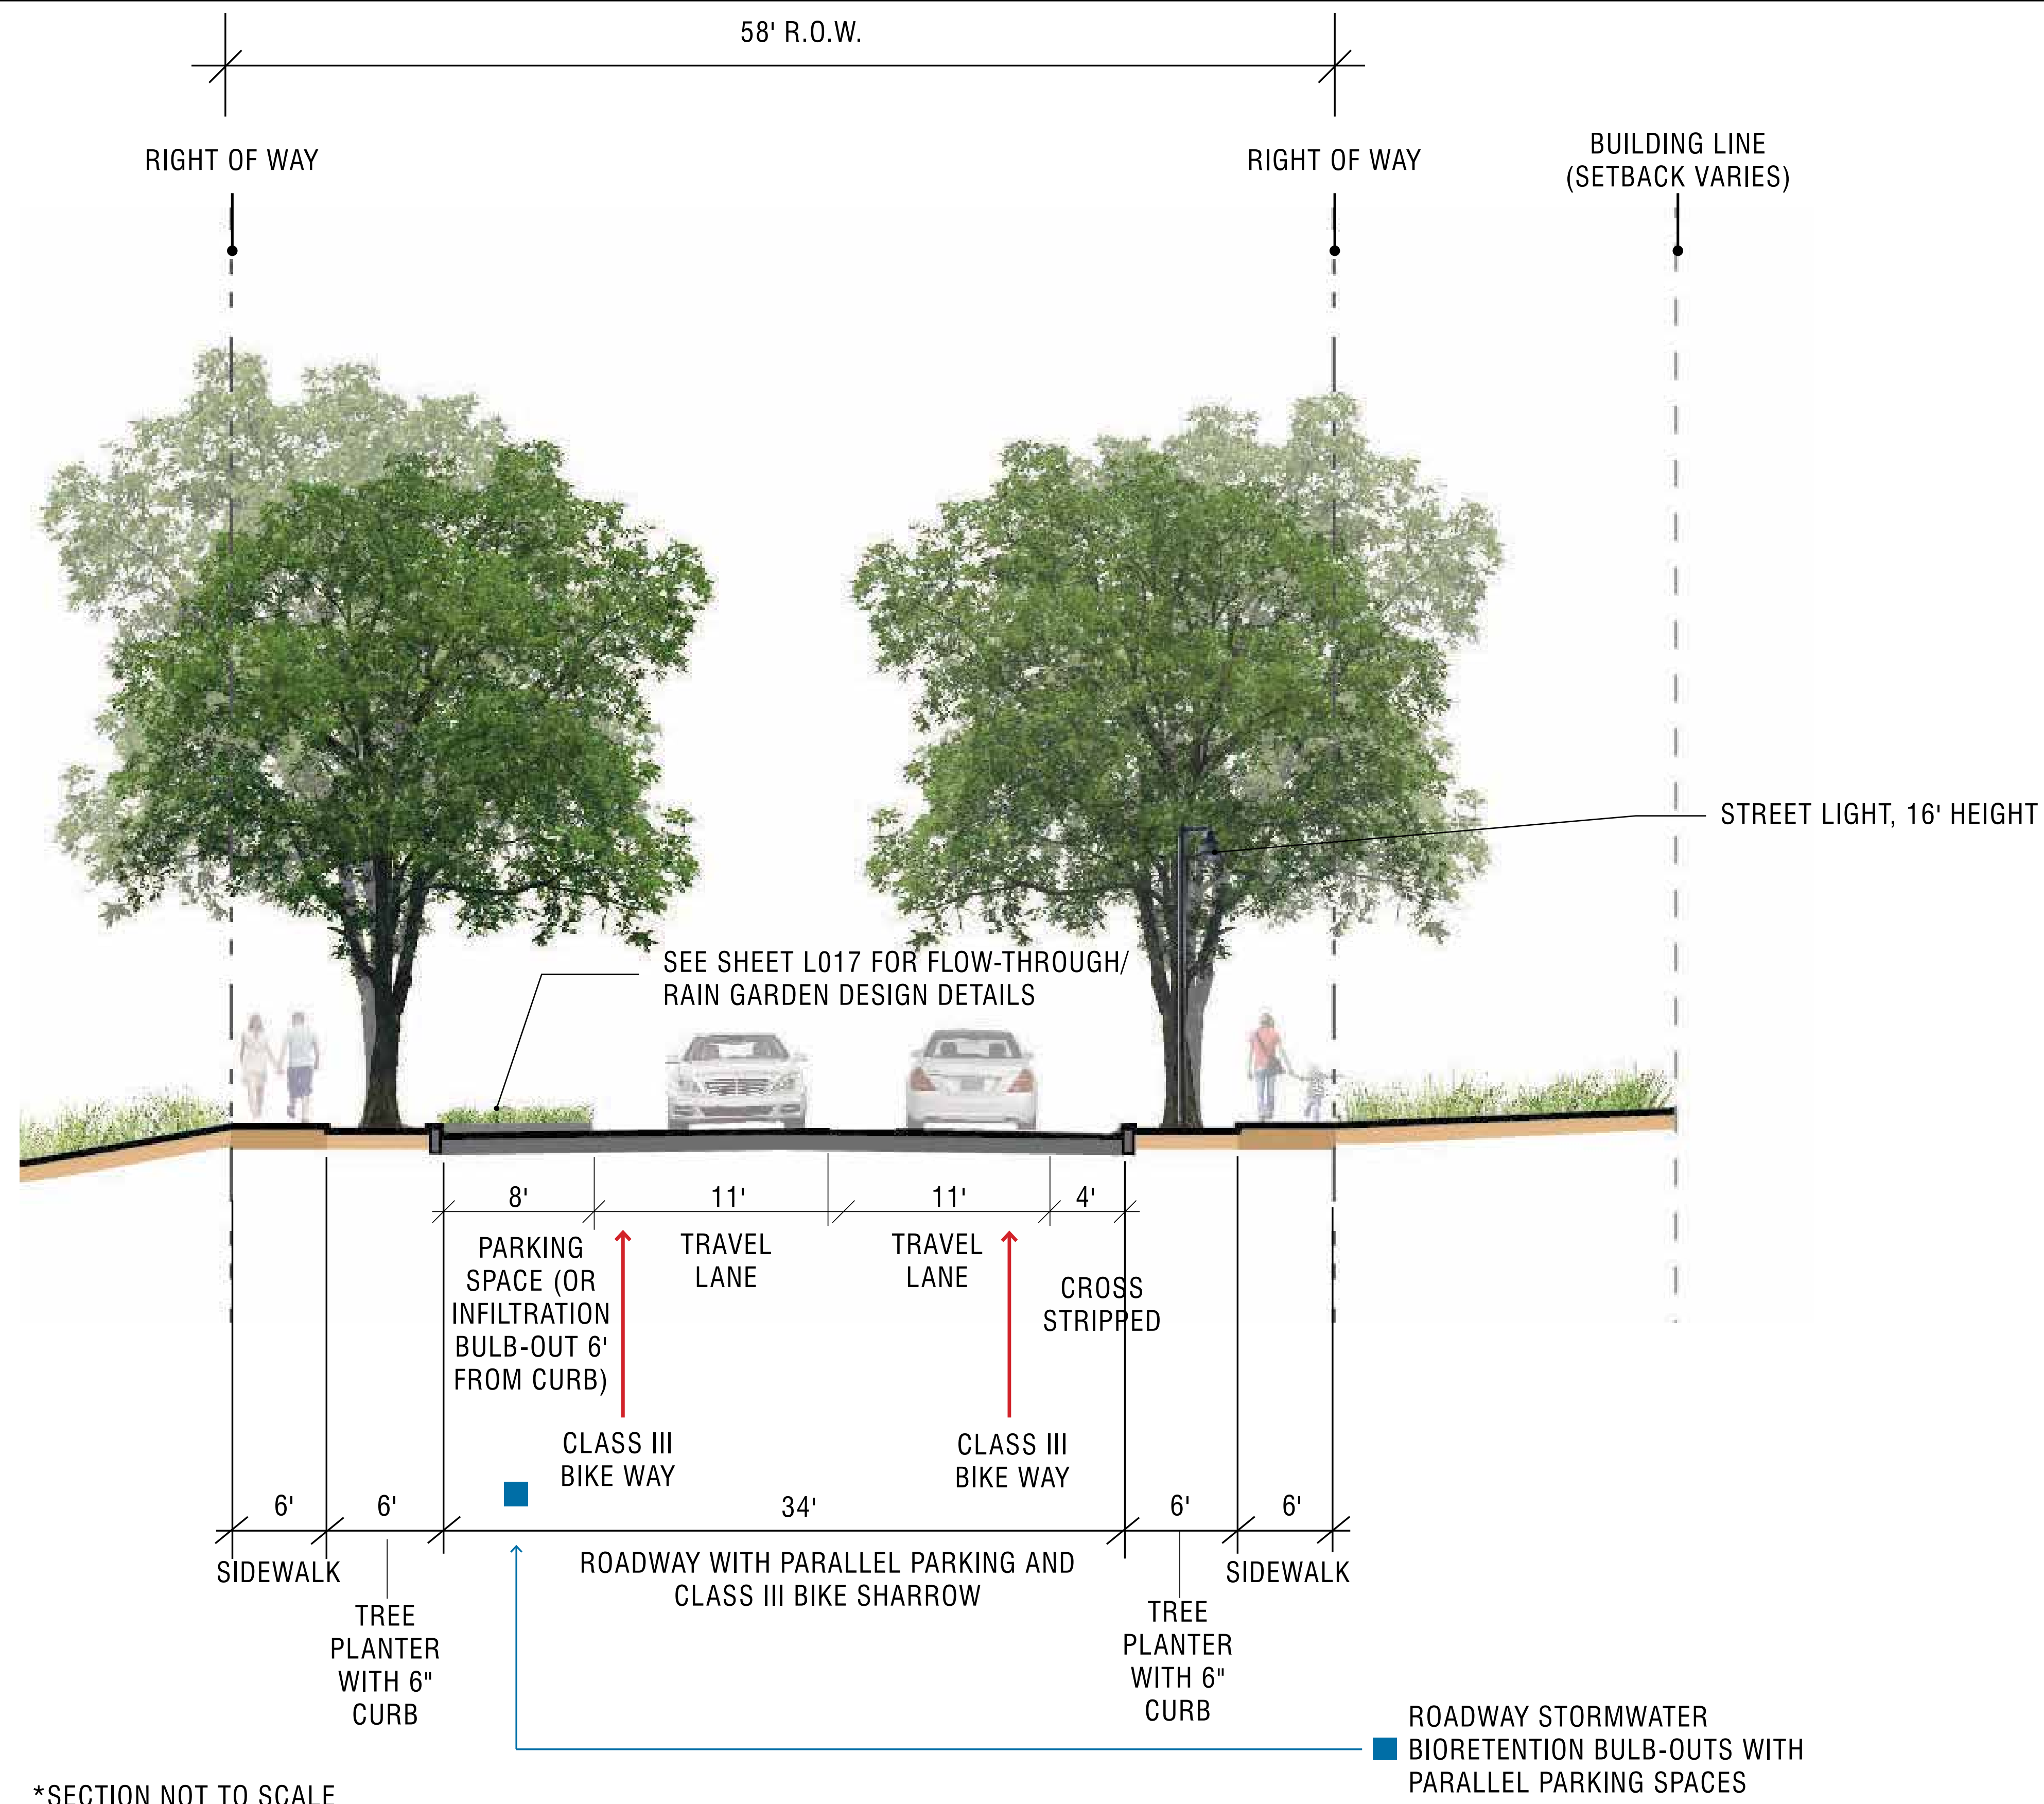 58' R.O.W.
RIGHT OF WAY
RIGHT OF WAY
BUILDING LINE
(SETBACK VARIES)
STREET LIGHT, 16' HEIGHT
SEE SHEET L017 FOR FLOW-THROUGH/
RAIN GARDEN DESIGN DETAILS
8'
11'
11'
4'
PARKING
SPACE (OR
INFILTRATION
BULB-OUT 6'
FROM CURB)
TRAVEL
LANE
TRAVEL
LANE
CROSS
STRIPPED
CLASS III
BIKE WAY
CLASS III
BIKE WAY
6'
6'
34'
6'
6'
SIDEWALK
ROADWAY WITH PARALLEL PARKING AND
CLASS III BIKE SHARROW
SIDEWALK
TREE
PLANTER
WITH 6"
CURB
TREE
PLANTER
WITH 6"
CURB
ROADWAY STORMWATER
BIORETENTION BULB-OUTS WITH
PARALLEL PARKING SPACES
*SECTION NOT TO SCALE